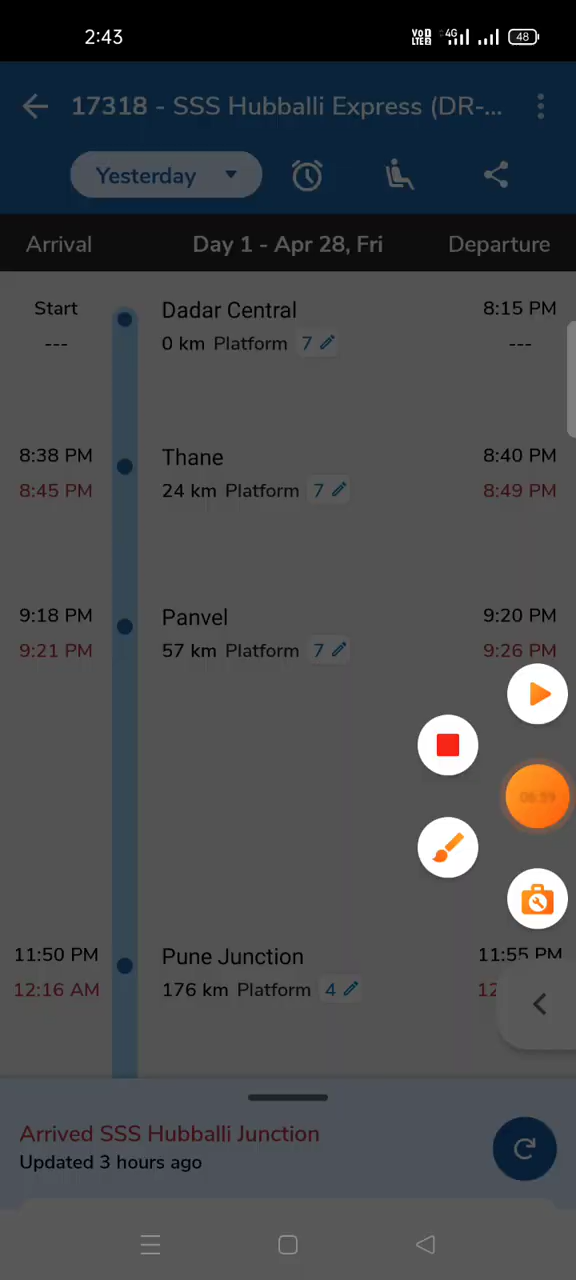 2:43
VoD LTE2 4G 48
17318 - SSS Hubballi Express (DR-...
Yesterday
Arrival Day 1 - Apr 28, Fri Departure
Start Dadar Central 8:15 PM
--- 0 km Platform 7 ---
8:38 PM Thane 8:40 PM
8:45 PM 24 km Platform 7 8:49 PM
9:18 PM Panvel 9:20 PM
9:21 PM 57 km Platform 7 9:26 PM
11:50 PM Pune Junction 11:55 PM
12:16 AM 176 km Platform 4 12
Arrived SSS Hubballi Junction
Updated 3 hours ago